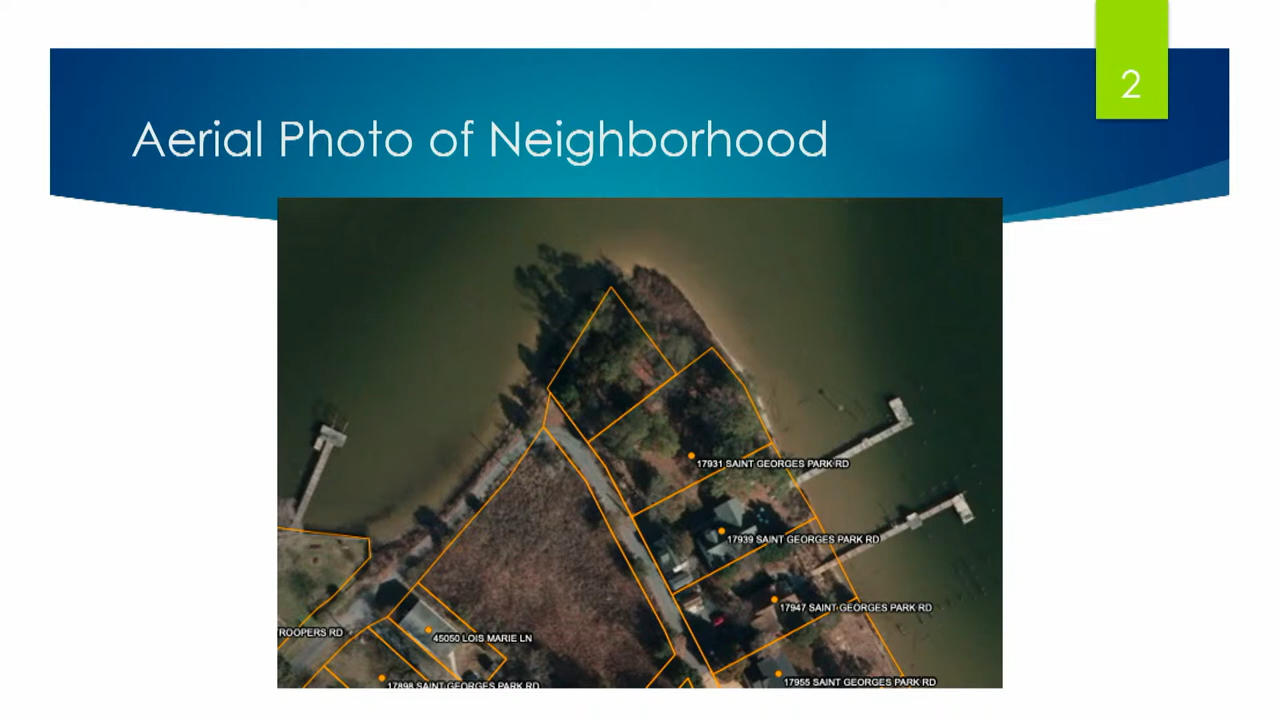 2
Aerial Photo of Neighborhood
17931 SAINT GEORGES PARK RD
17939 SAINT GEORGES PARK RD
17947 SAINT GEORGES PARK RD
TROOPERS RD
45050 LOIS MARIE LN
17955 SAINT GEORGES PARK RD
17898 SAINT GEORGES PARK RD